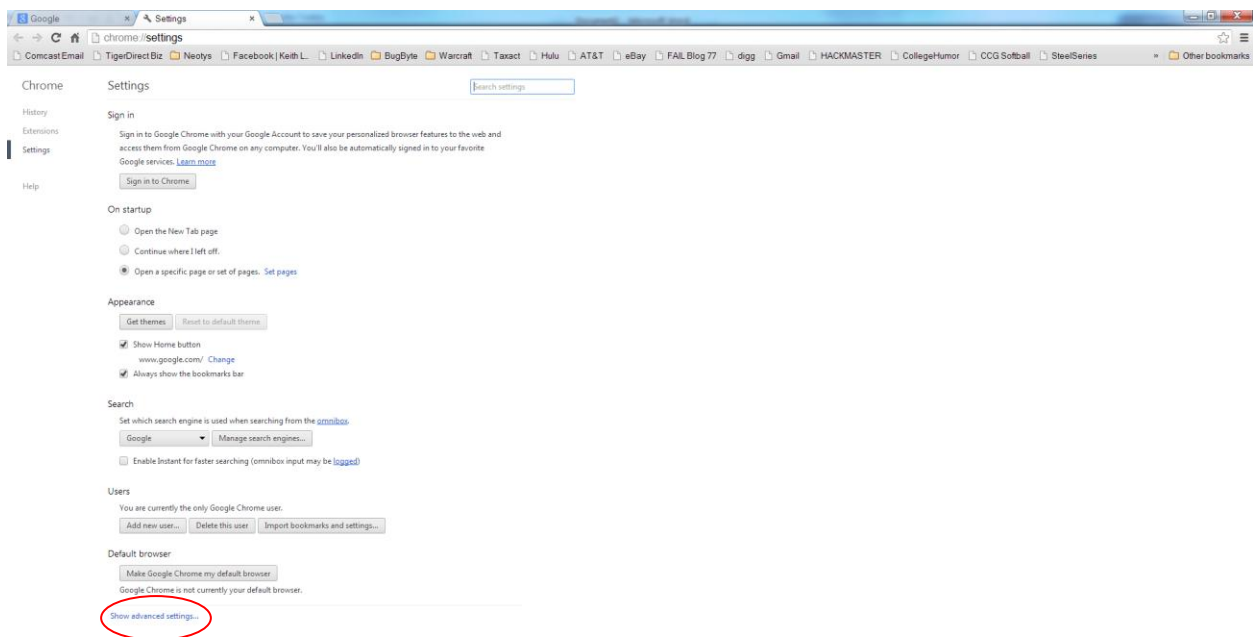 Google
Settings
chrome://settings
Comcast Email TigerDirect Biz Neotys Facebook | Keith L. LinkedIn BugByte Warcraft Taxact Hulu AT&T eBay FAIL Blog 77 digg Gmail HACKMASTER CollegeHumor CCG Softball SteelSeries » Other bookmarks
Chrome
History
Extensions
Settings
Help
Settings
Search settings
Sign in
Sign in to Google Chrome with your Google Account to save your personalized browser features to the web and
access them from Google Chrome on any computer. You'll also be automatically signed in to your favorite
Google services. Learn more
Sign in to Chrome
On startup
Open the New Tab page
Continue where I left off.
Open a specific page or set of pages. Set pages
Appearance
Get themes Reset to default theme
Show Home button
www.google.com/ Change
Always show the bookmarks bar
Search
Set which search engine is used when searching from the omnibox.
Google Manage search engines...
Enable Instant for faster searching (omnibox input may be logged)
Users
You are currently the only Google Chrome user.
Add new user... Delete this user Import bookmarks and settings...
Default browser
Make Google Chrome my default browser
Google Chrome is not currently your default browser.
Show advanced settings...